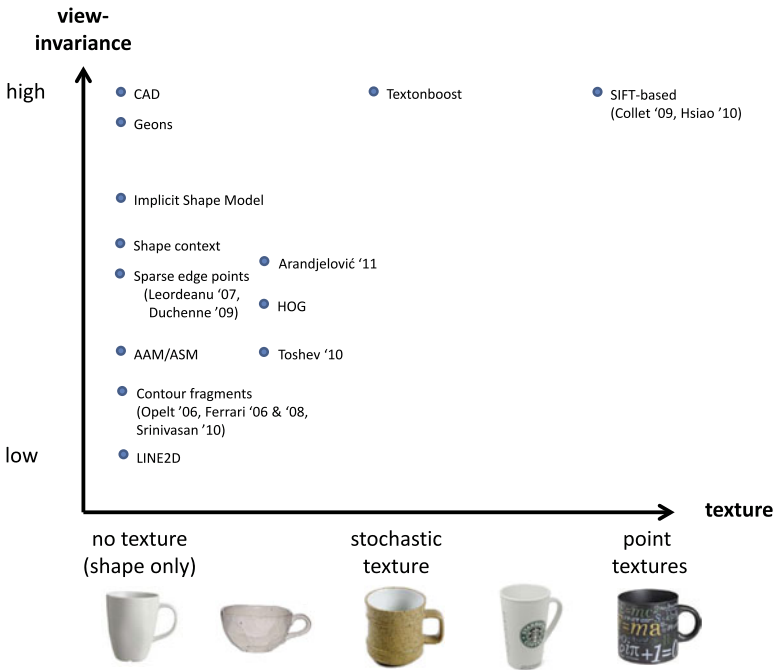 view-
invariance
high
CAD
Textonboost
SIFT-based
(Collet ‘09, Hsiao ’10)
Geons
Implicit Shape Model
Shape context
Arandjelović ‘11
Sparse edge points
(Leordeanu ‘07,
Duchenne ’09)
HOG
AAM/ASM
Toshev ‘10
Contour fragments
(Opelt ’06, Ferrari ‘06 & ‘08,
Srinivasan ’10)
low
LINE2D
texture
no texture
(shape only)
stochastic
texture
point
textures
=ma